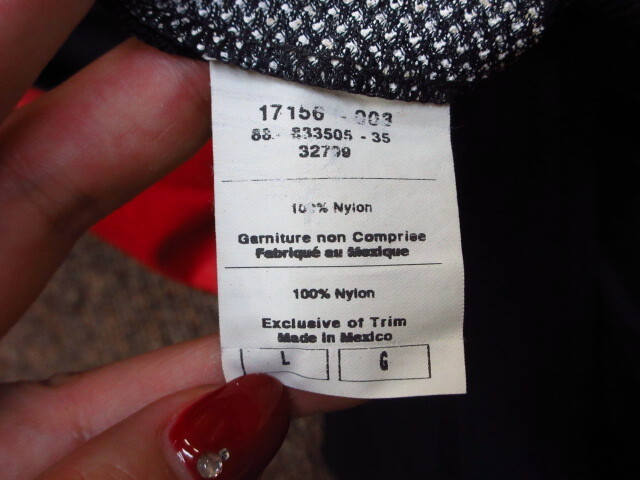 17156 - 003
88- 833505 - 35
32799
100% Nylon
Garniture non Comprise
Fabriqué au Mexique
100% Nylon
Exclusive of Trim
Made in Mexico
L G